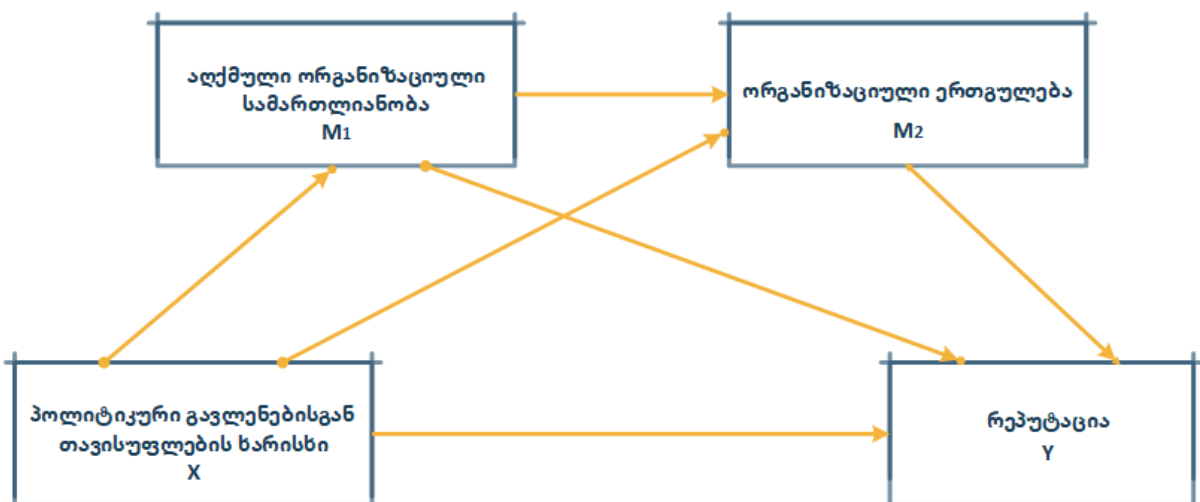 აღქმული ორგანიზაციული
სამართლიანობა
M1
ორგანიზაციული ერთგულება
M2
პოლიტიკური გავლენებისგან
თავისუფლების ხარისხი
X
რეპუტაცია
Y